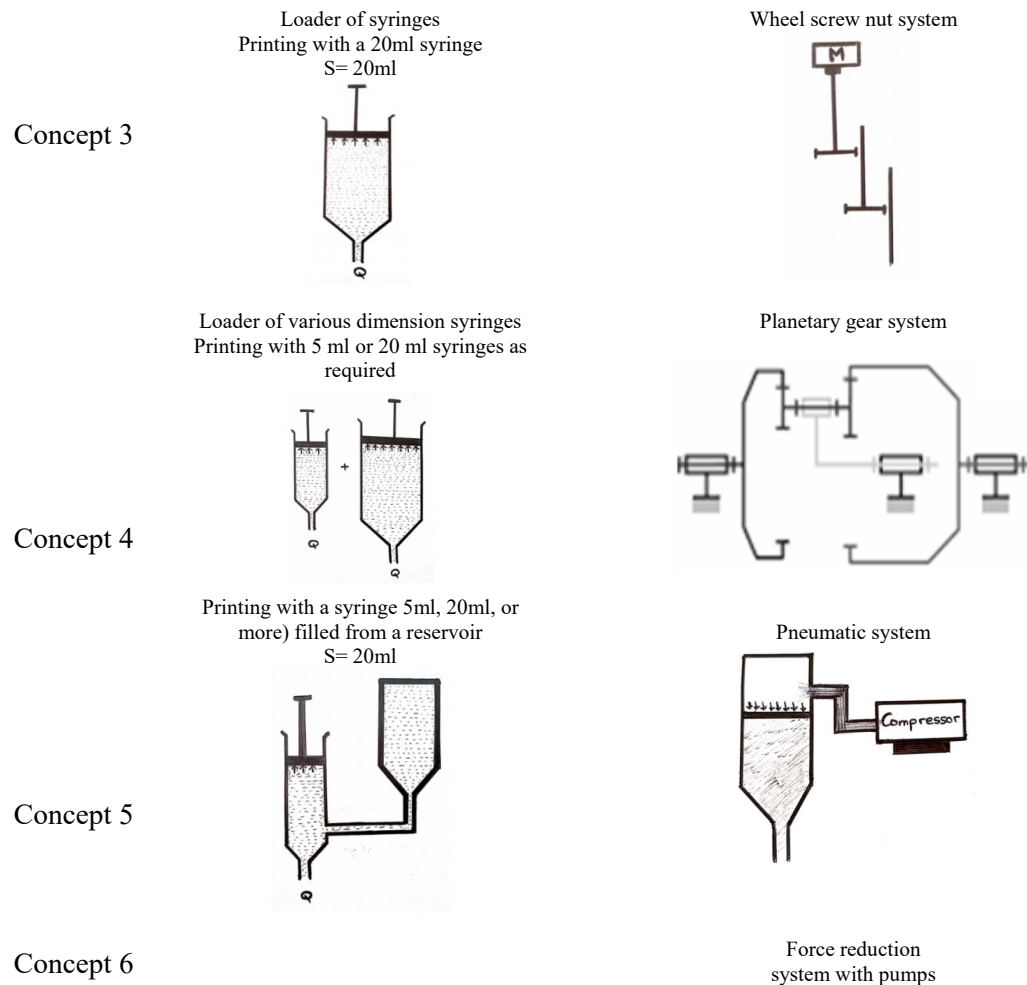 Loader of syringes
Printing with a 20ml syringe
S= 20ml
Wheel screw nut system
M
Concept 3
Q
Loader of various dimension syringes
Printing with 5 ml or 20 ml syringes as
required
Planetary gear system
+
Concept 4
Q
Q
Printing with a syringe 5ml, 20ml, or
more) filled from a reservoir
S= 20ml
Pneumatic system
Compressor
Concept 5
Q
Concept 6
Force reduction
system with pumps